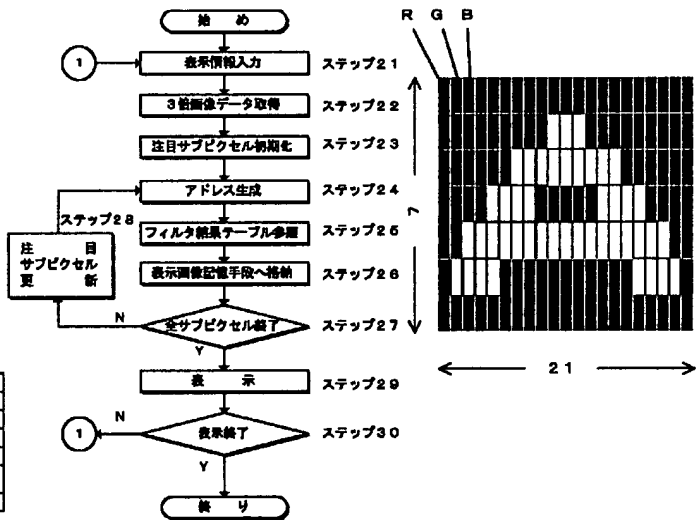 始 め
1
表示情報入力
ステップ21
3倍画像データ取得
ステップ22
注目サブピクセル初期化
ステップ23
アドレス生成
ステップ24
ステップ28
フィルタ結果テーブル参照
ステップ25
注 目
サブピクセル
更 新
表示画像記憶手段へ格納
ステップ26
N
全サブピクセル終了
ステップ27
Y
表 示
ステップ29
1
N
表示終了
ステップ30
Y
終 り
R G B
7
21